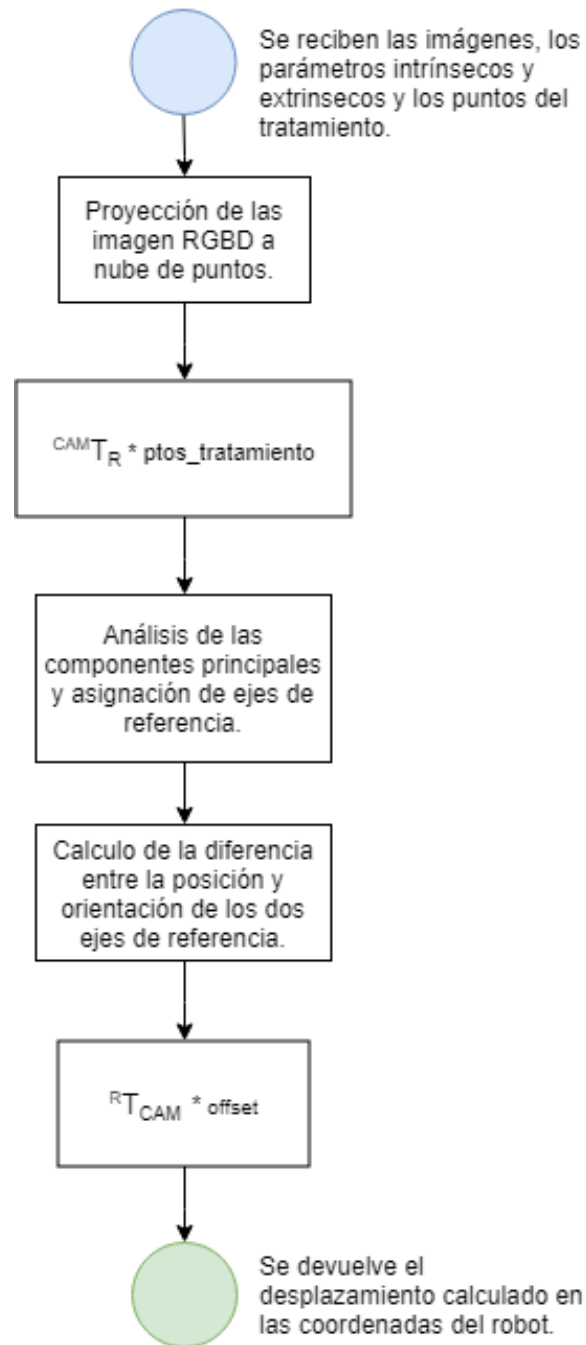 Se reciben las imágenes, los
parámetros intrínsecos y
extrinsecos y los puntos del
tratamiento.
Proyección de las
imagen RGBD a
nube de puntos.
CAMTR * ptos_tratamiento
Análisis de las
componentes principales
y asignación de ejes de
referencia.
Calculo de la diferencia
entre la posición y
orientación de los dos
ejes de referencia.
RTCAM * offset
Se devuelve el
desplazamiento calculado en
las coordenadas del robot.